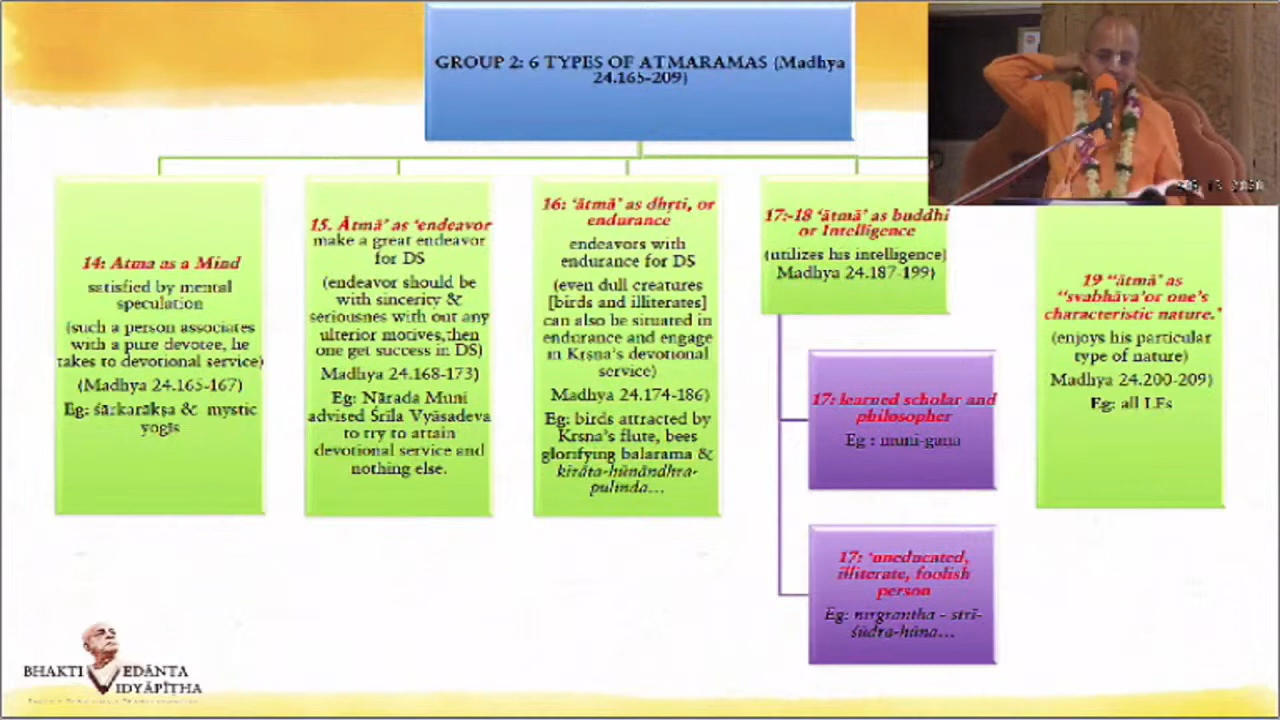 GROUP 2: 6 TYPES OF ATMARAMAS (Madhya
24.165-209)
14: Atma as a Mind
satisfied by mental
speculation
(such a person associates
with a pure devotee, he
takes to devotional service)
(Madhya 24.165-167)
Eg: śārkarākṣa & mystic
yogis
15. Ātmā' as 'endeavor
make a great endeavor
for DS
(endeavor should be
with sincerity &
seriousness with out any
ulterior motives,then
one get success in DS)
Madhya 24.168-173)
Eg: Nārada Muni
advised Śrīla Vyāsadeva
to try to attain
devotional service and
nothing else.
16: 'ātmā' as dhṛti, or
endurance
endeavors with
endurance for DS
(even dull creatures
[birds and illiterates]
can also be situated in
endurance and engage
in Kṛṣṇa's devotional
service)
Madhya 24.174-186)
Eg: birds attracted by
Krsna's flute, bees
glorifying balarama &
kirāta-hūnāndhra-
pulinda...
17:-18 'ātmā' as buddhi
or Intelligence
(utilizes his intelligence)
Madhya 24.187-199)
17: learned scholar and
philosopher
Eg : muni-gaṇa
17: 'uneducated,
illiterate, foolish
person
Eg: nirgrantha - strī-
śūdra-hūna...
19 "ātmā' as
"svabhāva'or one's
characteristic nature.'
(enjoys his particular
type of nature)
Madhya 24.200-209)
Eg: all LEs
BHAKTI VEDĀNTA
VIDYĀPĪṬHA